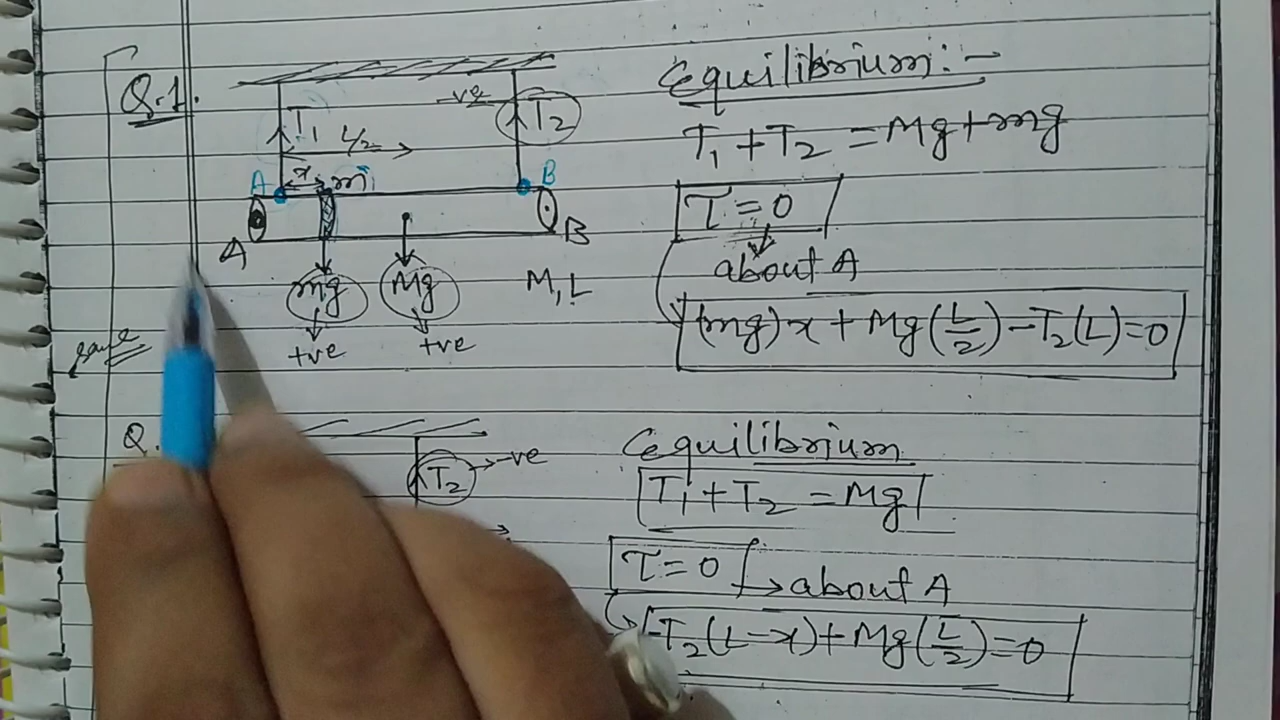 Q.1.
Equilibrium:-
-ve T2
T1 L/2
T1 + T2 = Mg + mg
A x m B
τ = 0
A B
about A
mg Mg M, L
(mg)x + Mg(L/2) - T2(L) = 0
+ve +ve
same
Q.
Equilibrium
T2 → -ve
T1 + T2 = Mg
τ = 0 → about A
-T2(L-x) + Mg(L/2) = 0